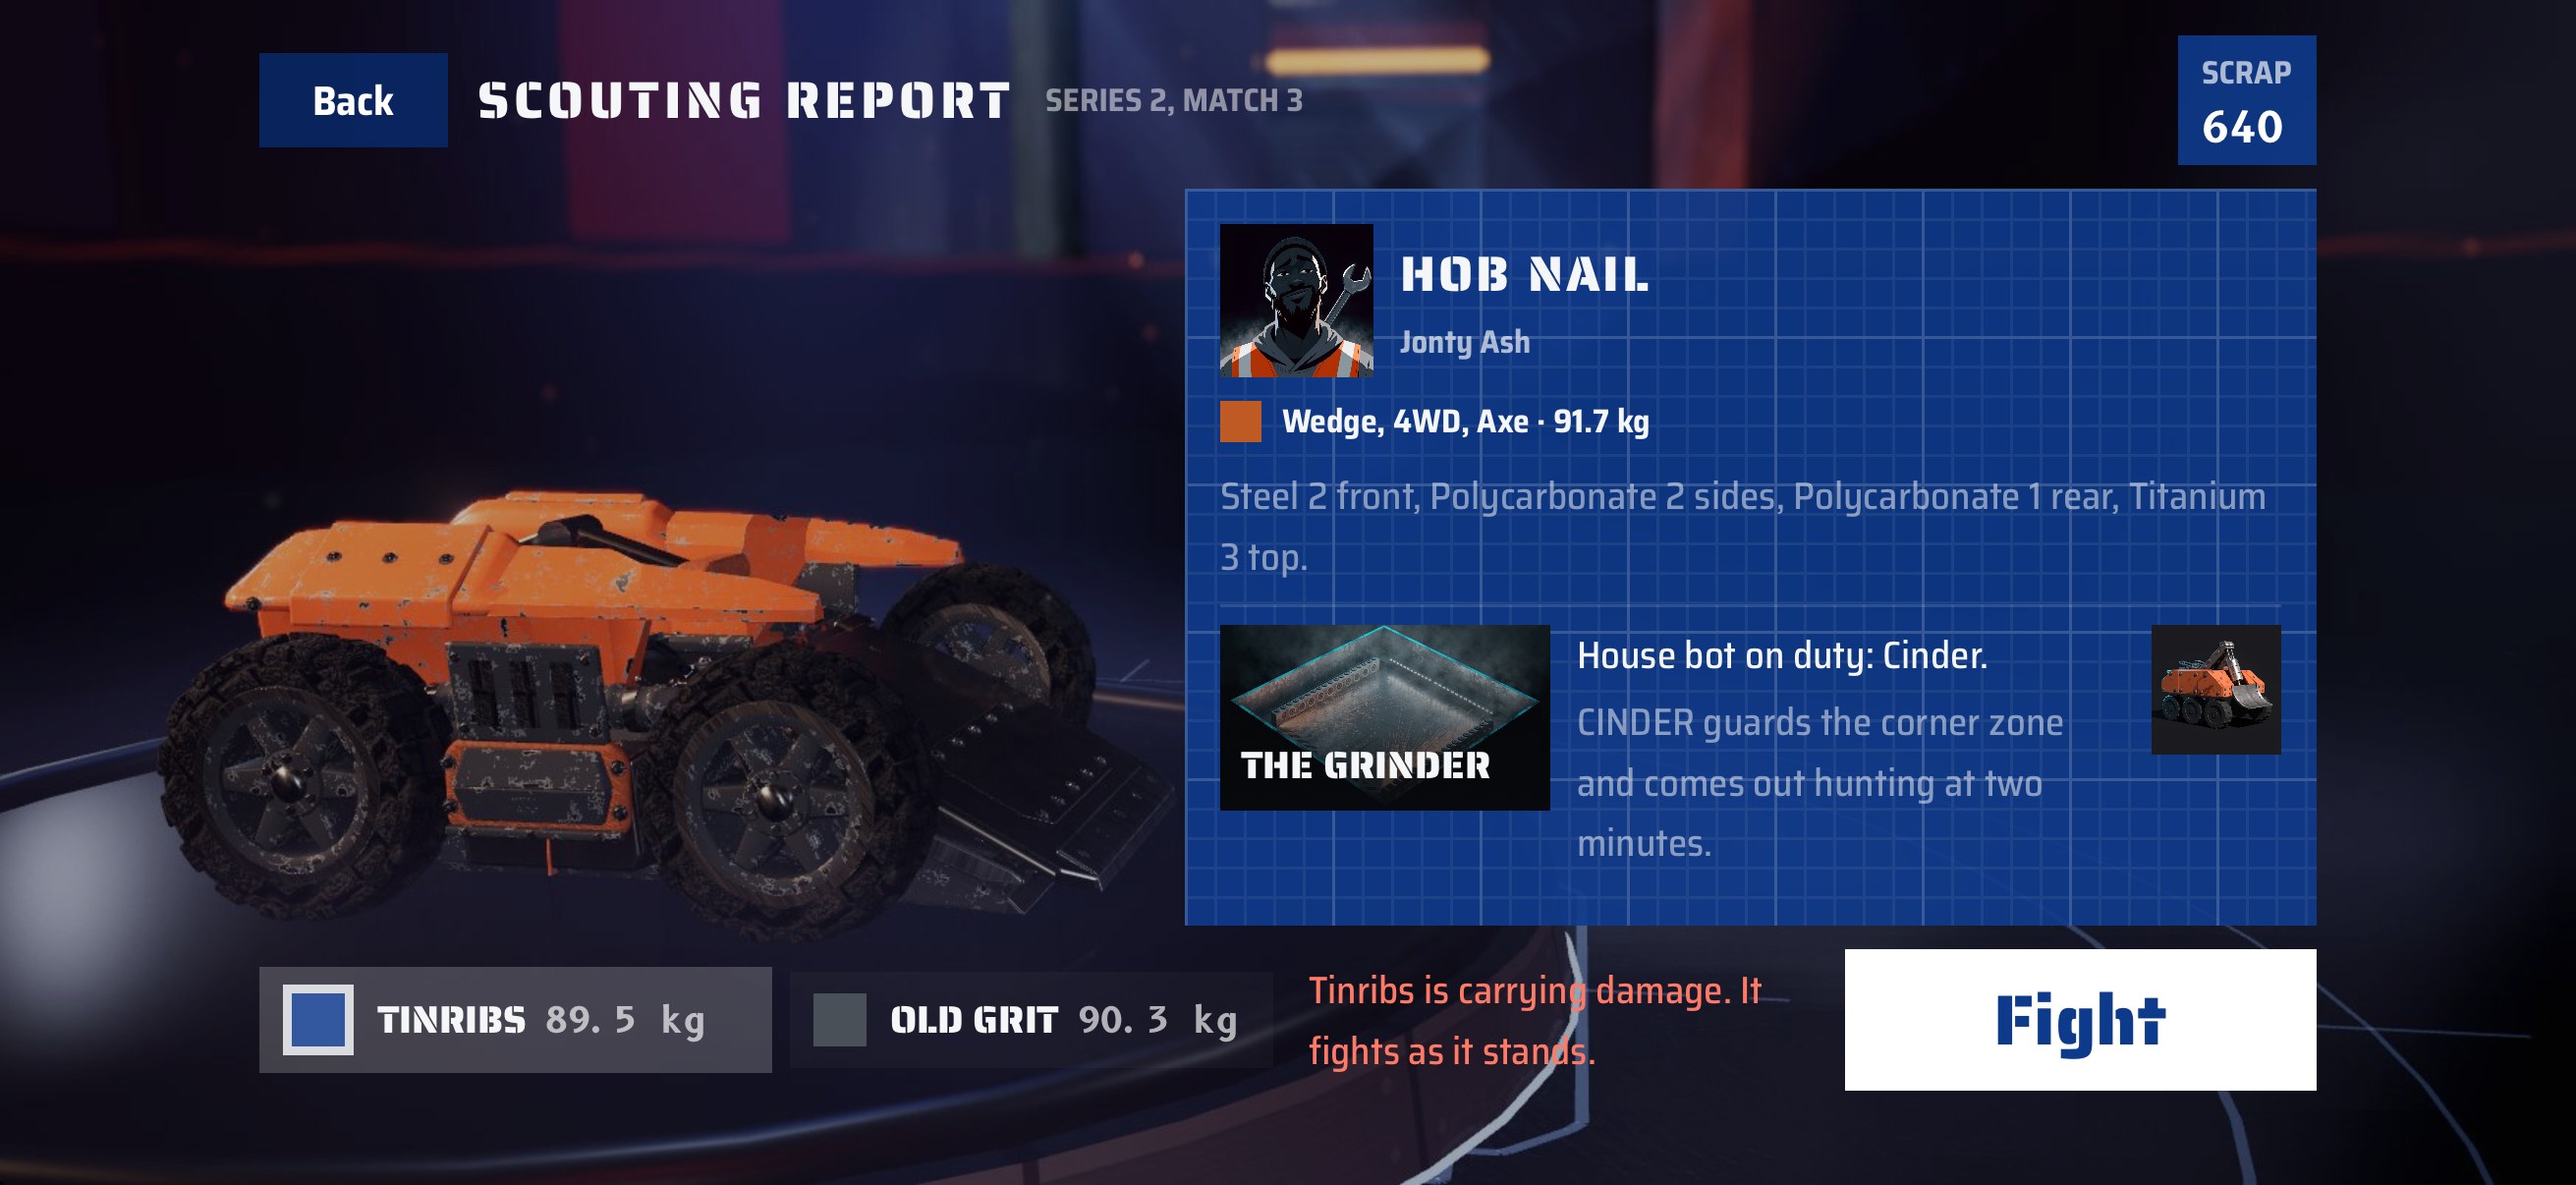 Back
SCOUTING REPORT
SERIES 2, MATCH 3
SCRAP
640
HOB NAIL
Jonty Ash
Wedge, 4WD, Axe · 91.7 kg
Steel 2 front, Polycarbonate 2 sides, Polycarbonate 1 rear, Titanium
3 top.
THE GRINDER
House bot on duty: Cinder.
CINDER guards the corner zone
and comes out hunting at two
minutes.
TINRIBS 89.5 kg
OLD GRIT 90.3 kg
Tinribs is carrying damage. It
fights as it stands.
Fight